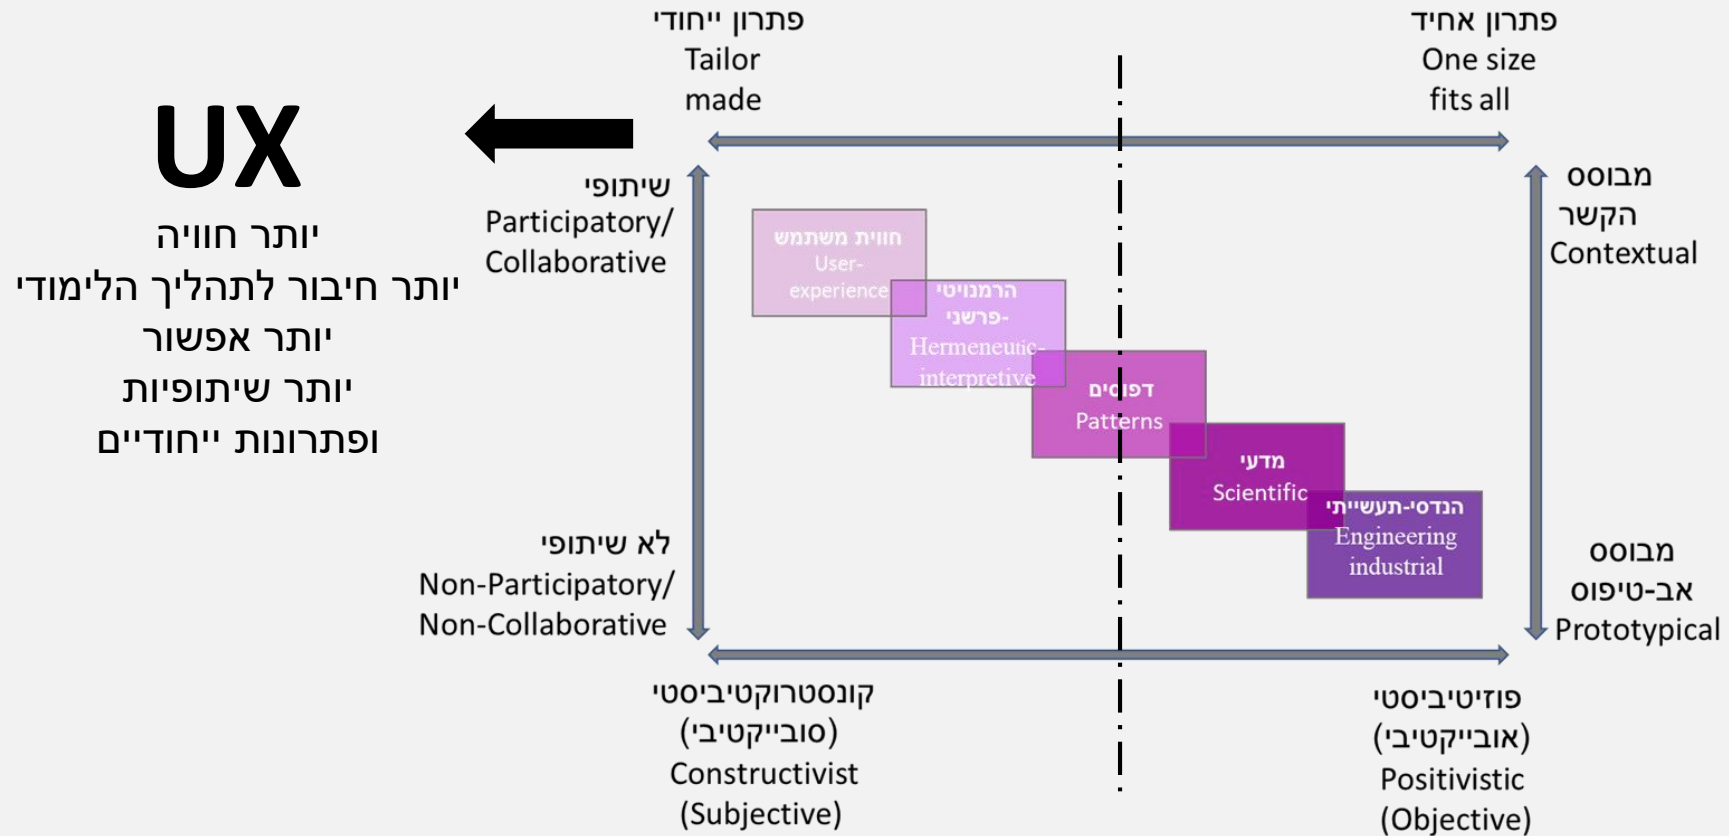 פתרון ייחודי
Tailor
made
פתרון אחיד
One size
fits all
UX
יותר חוויה
יותר חיבור לתהליך הלימודי
יותר אפשור
יותר שיתופיות
ופתרונות ייחודיים
שיתופי
Participatory/
Collaborative
מבוסס
הקשר
Contextual
חווית משתמש
User-
experience
הרמנויטי
-פרשני
Hermeneutic-
interpretive
דפוסים
Patterns
מדעי
Scientific
הנדסי-תעשייתי
Engineering
industrial
לא שיתופי
Non-Participatory/
Non-Collaborative
מבוסס
אב-טיפוס
Prototypical
קונסטרוקטיביסטי
(סובייקטיבי)
Constructivist
(Subjective)
פוזיטיביסטי
(אובייקטיבי)
Positivistic
(Objective)